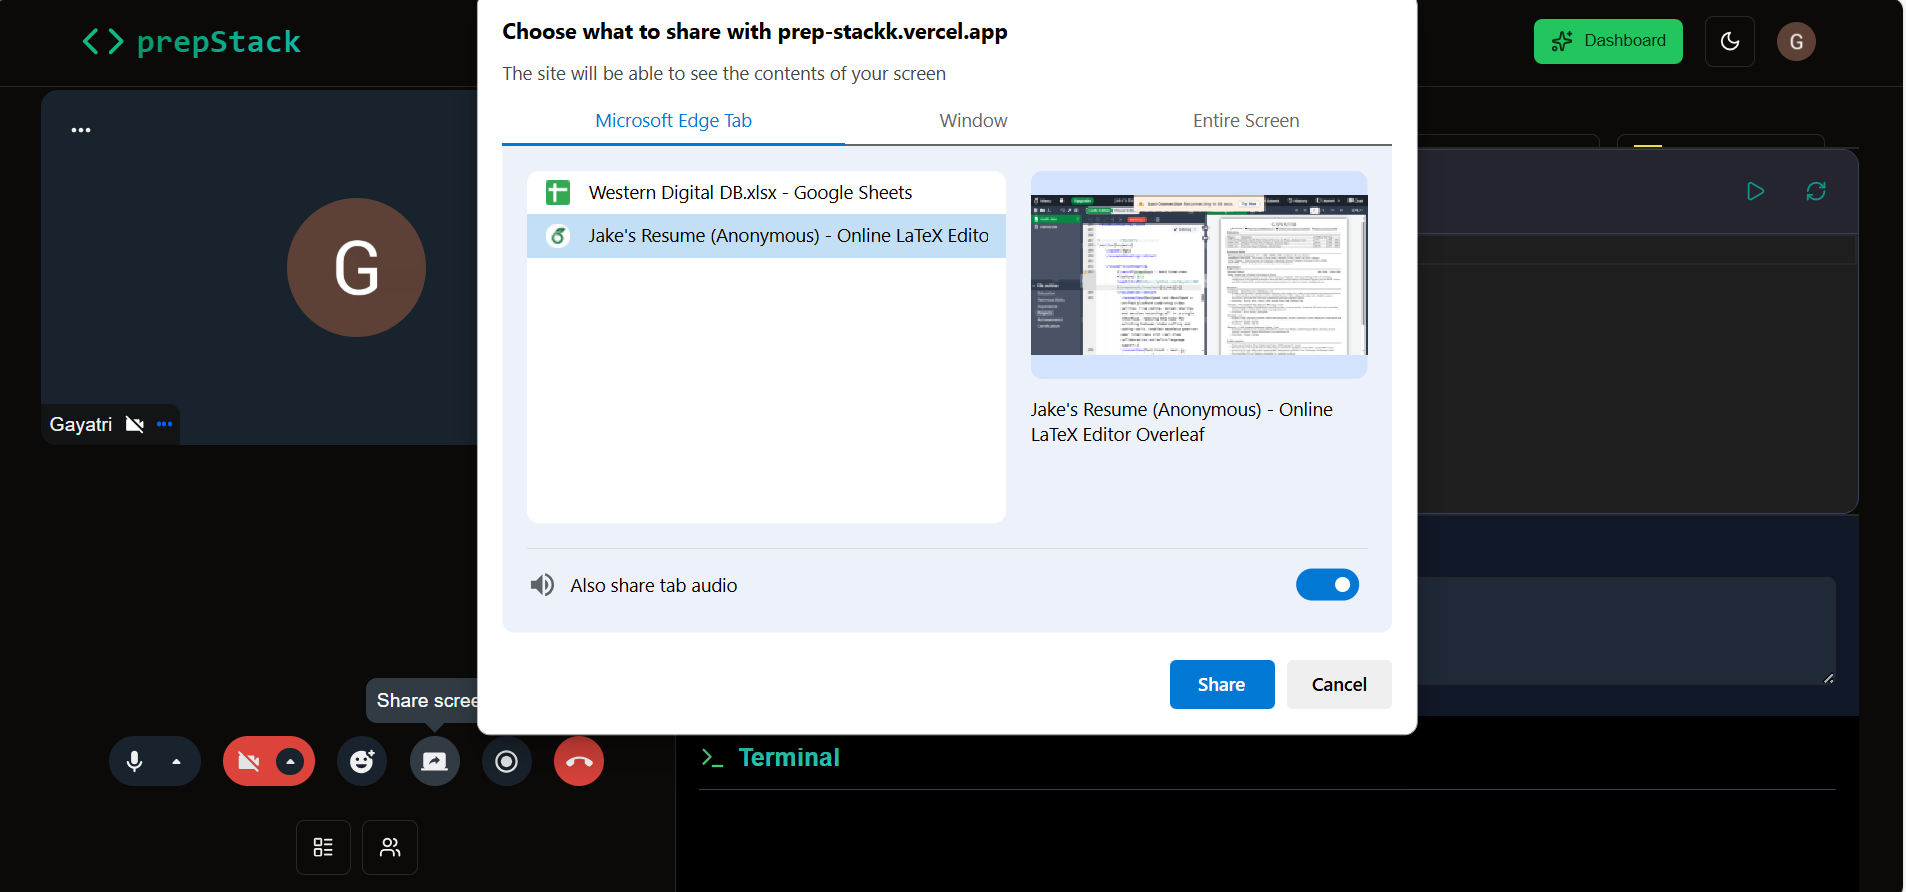 prepStack
Choose what to share with prep-stackk.vercel.app
The site will be able to see the contents of your screen
Dashboard
G
Microsoft Edge Tab
Window
Entire Screen
Western Digital DB.xlsx - Google Sheets
Jake's Resume (Anonymous) - Online LaTeX Edito
G
Jake's Resume (Anonymous) - Online
LaTeX Editor Overleaf
Gayatri
Also share tab audio
Share
Cancel
Share scree
>_ Terminal